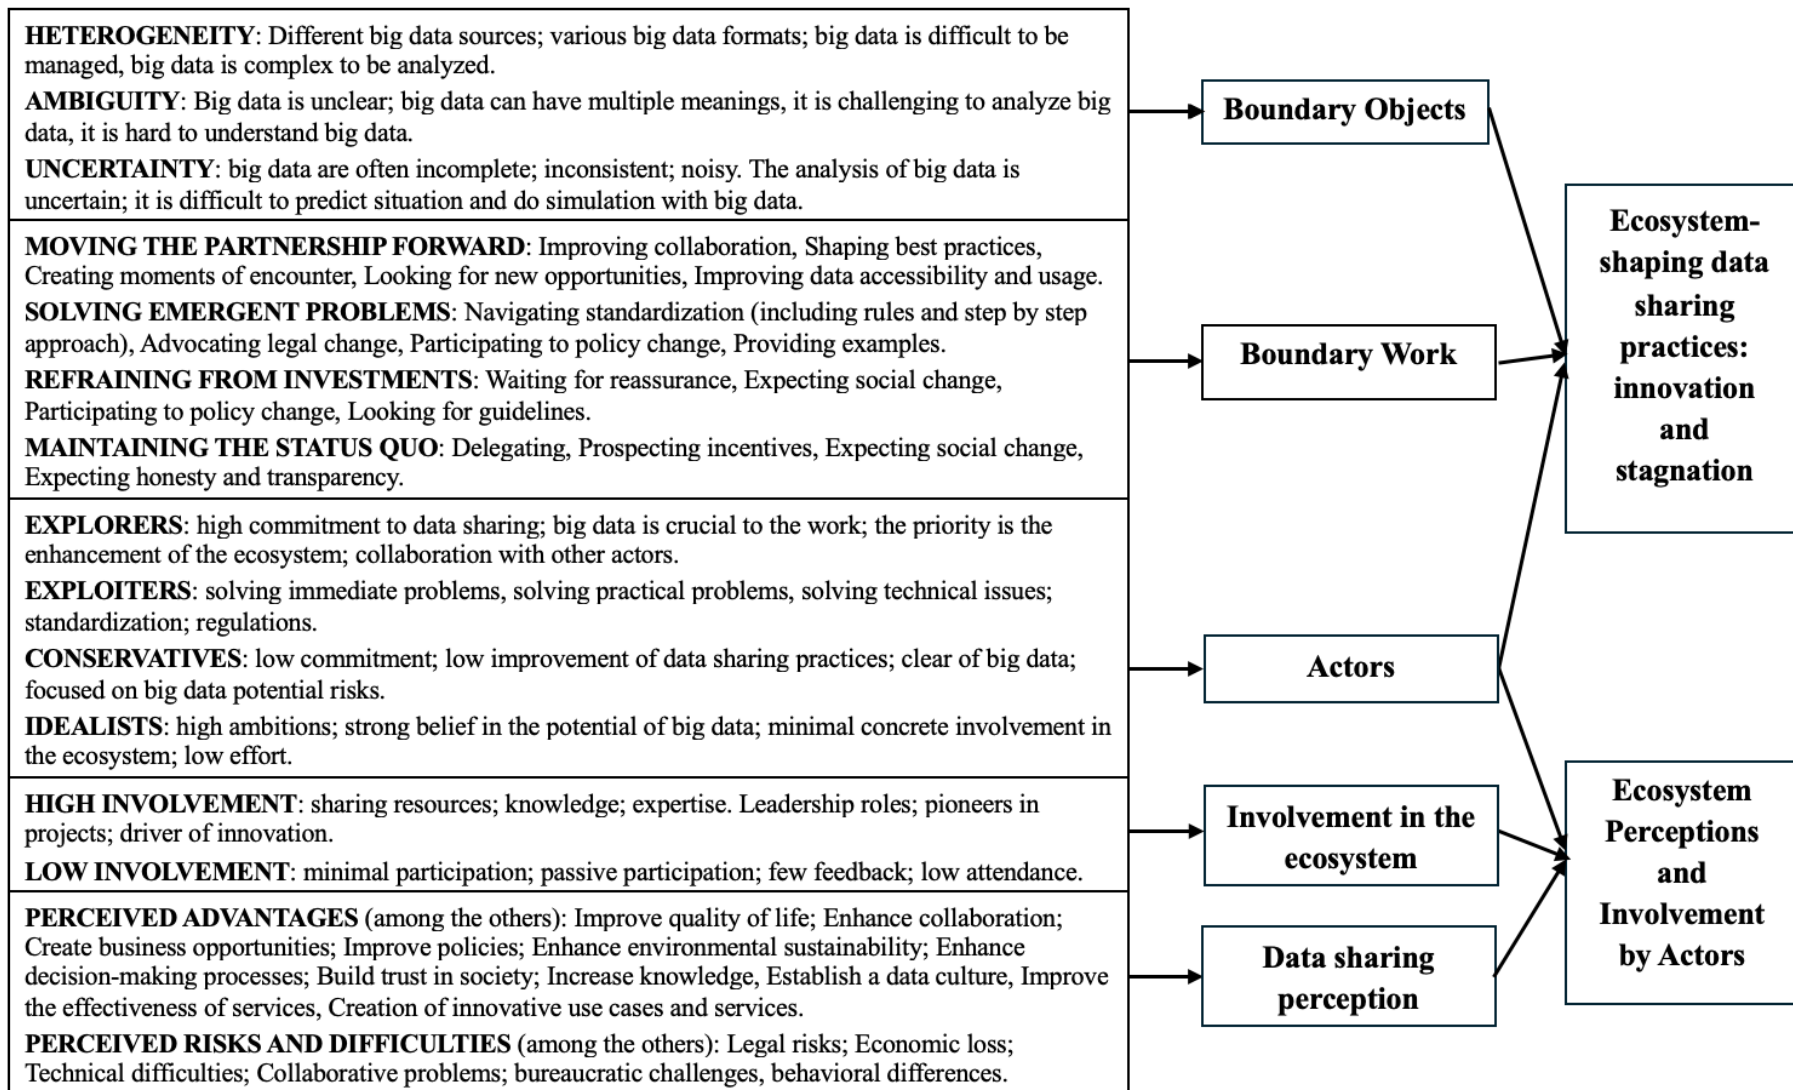 HETEROGENEITY: Different big data sources; various big data formats; big data is difficult to be
managed, big data is complex to be analyzed.
AMBIGUITY: Big data is unclear; big data can have multiple meanings, it is challenging to analyze big
data, it is hard to understand big data.
UNCERTAINTY: big data are often incomplete; inconsistent; noisy. The analysis of big data is
uncertain; it is difficult to predict situation and do simulation with big data.
MOVING THE PARTNERSHIP FORWARD: Improving collaboration, Shaping best practices,
Creating moments of encounter, Looking for new opportunities, Improving data accessibility and usage.
SOLVING EMERGENT PROBLEMS: Navigating standardization (including rules and step by step
approach), Advocating legal change, Participating to policy change, Providing examples.
REFRAINING FROM INVESTMENTS: Waiting for reassurance, Expecting social change,
Participating to policy change, Looking for guidelines.
MAINTAINING THE STATUS QUO: Delegating, Prospecting incentives, Expecting social change,
Expecting honesty and transparency.
EXPLORERS: high commitment to data sharing; big data is crucial to the work; the priority is the
enhancement of the ecosystem; collaboration with other actors.
EXPLOITERS: solving immediate problems, solving practical problems, solving technical issues;
standardization; regulations.
CONSERVATIVES: low commitment; low improvement of data sharing practices; clear of big data;
focused on big data potential risks.
IDEALISTS: high ambitions; strong belief in the potential of big data; minimal concrete involvement in
the ecosystem; low effort.
HIGH INVOLVEMENT: sharing resources; knowledge; expertise. Leadership roles; pioneers in
projects; driver of innovation.
LOW INVOLVEMENT: minimal participation; passive participation; few feedback; low attendance.
PERCEIVED ADVANTAGES (among the others): Improve quality of life; Enhance collaboration;
Create business opportunities; Improve policies; Enhance environmental sustainability; Enhance
decision-making processes; Build trust in society; Increase knowledge, Establish a data culture, Improve
the effectiveness of services, Creation of innovative use cases and services.
PERCEIVED RISKS AND DIFFICULTIES (among the others): Legal risks; Economic loss;
Technical difficulties; Collaborative problems; bureaucratic challenges, behavioral differences.
Boundary Objects
Boundary Work
Actors
Involvement in the
ecosystem
Data sharing
perception
Ecosystem-
shaping data
sharing
practices:
innovation
and
stagnation
Ecosystem
Perceptions
and
Involvement
by Actors